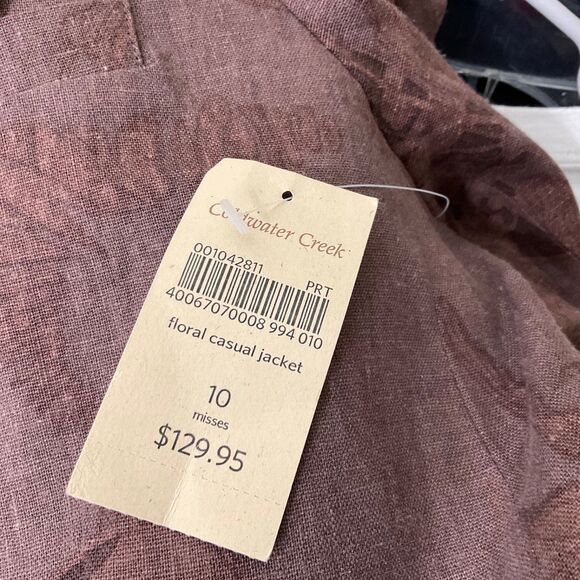 Coldwater Creek
001042811
PRT
40067070008 994 010
floral casual jacket
10
misses
$129.95